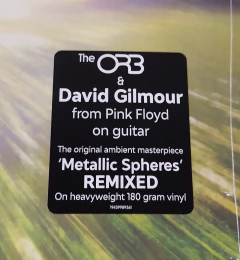 The ORB
&
David Gilmour
from Pink Floyd
on guitar
The original ambient masterpiece
‘Metallic Spheres’
REMIXED
On heavyweight 180 gram vinyl